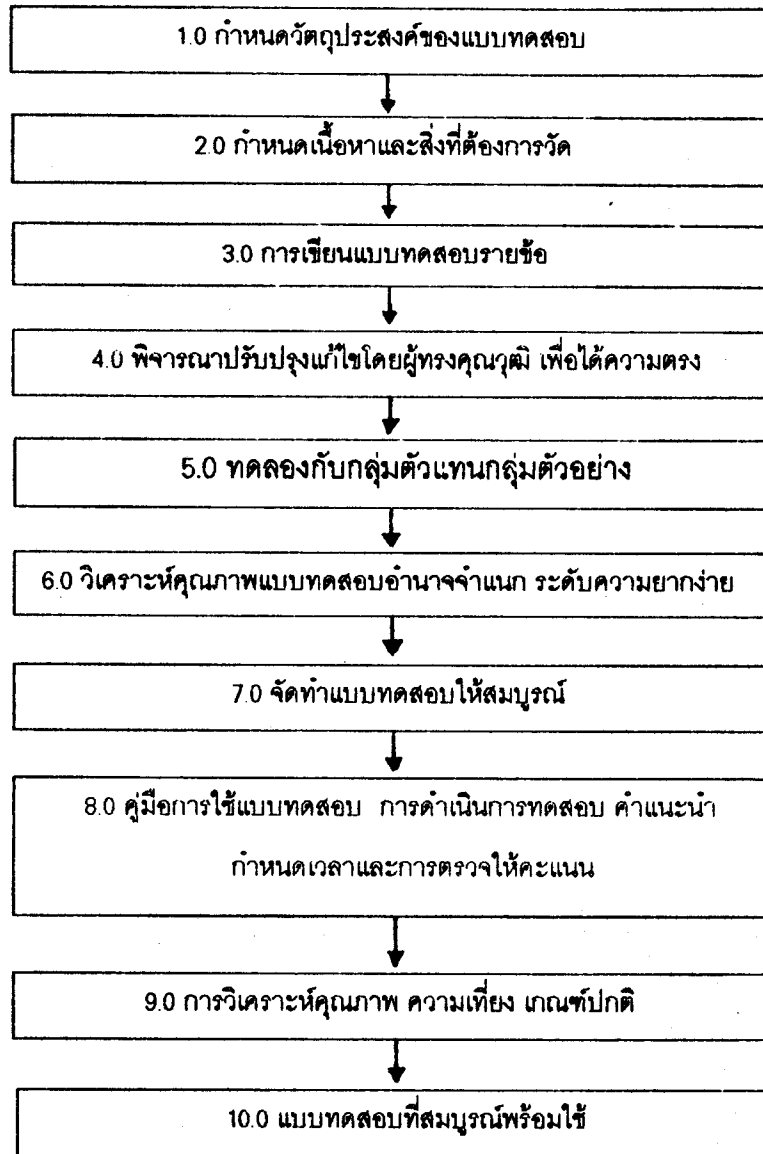 1.0 กำหนดวัตถุประสงค์ของแบบทดสอบ
2.0 กำหนดเนื้อหาและสิ่งที่ต้องการวัด
3.0 การเขียนแบบทดสอบรายข้อ
4.0 พิจารณาปรับปรุงแก้ไขโดยผู้ทรงคุณวุฒิ เพื่อได้ความตรง
5.0 ทดลองกับกลุ่มตัวแทนกลุ่มตัวอย่าง
6.0 วิเคราะห์คุณภาพแบบทดสอบอำนาจจำแนก ระดับความยากง่าย
7.0 จัดทำแบบทดสอบให้สมบูรณ์
8.0 คู่มือการใช้แบบทดสอบ การดำเนินการทดสอบ คำแนะนำ
กำหนดเวลาและการตรวจให้คะแนน
9.0 การวิเคราะห์คุณภาพ ความเที่ยง เกณฑ์ปกติ
10.0 แบบทดสอบที่สมบูรณ์พร้อมใช้